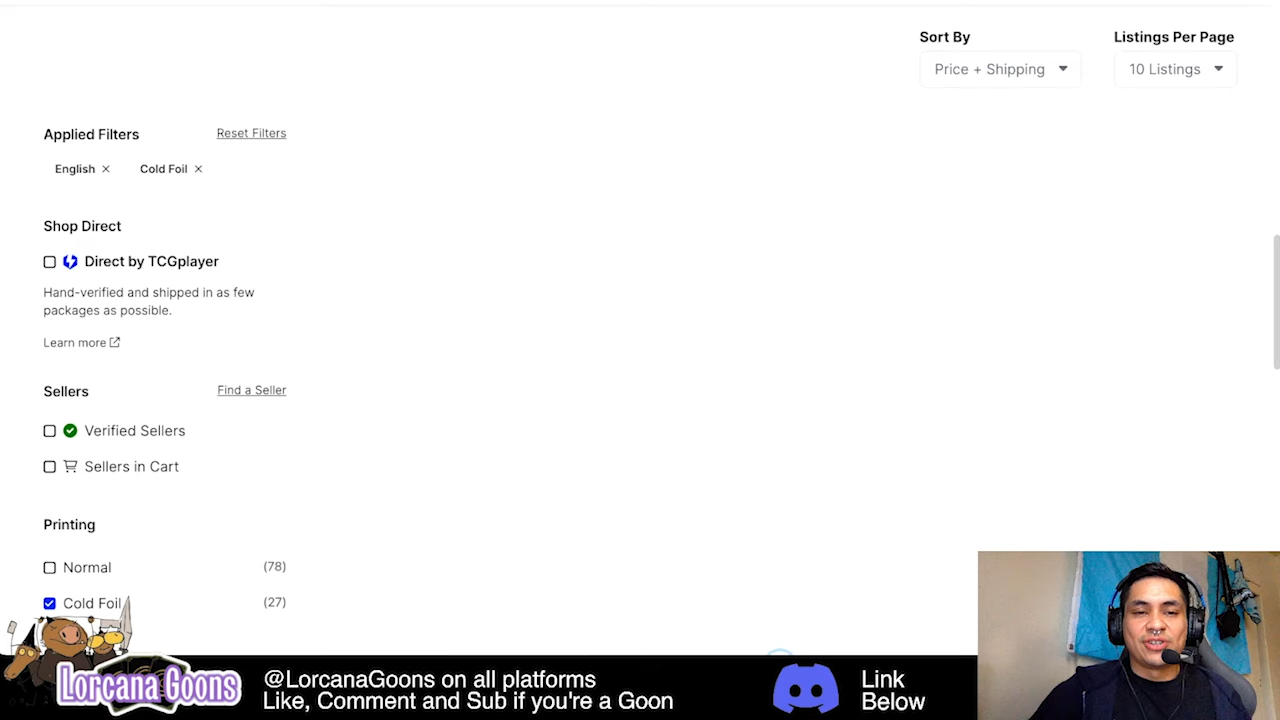 Sort By
Listings Per Page
Price + Shipping
10 Listings
Applied Filters
Reset Filters
English ×
Cold Foil ×
Shop Direct
Direct by TCGplayer
Hand-verified and shipped in as few
packages as possible.
Learn more
Sellers
Find a Seller
Verified Sellers
Sellers in Cart
Printing
Normal
(78)
Cold Foil
(27)
Lorcana Goons
@LorcanaGoons on all platforms
Like, Comment and Sub if you're a Goon
Link
Below